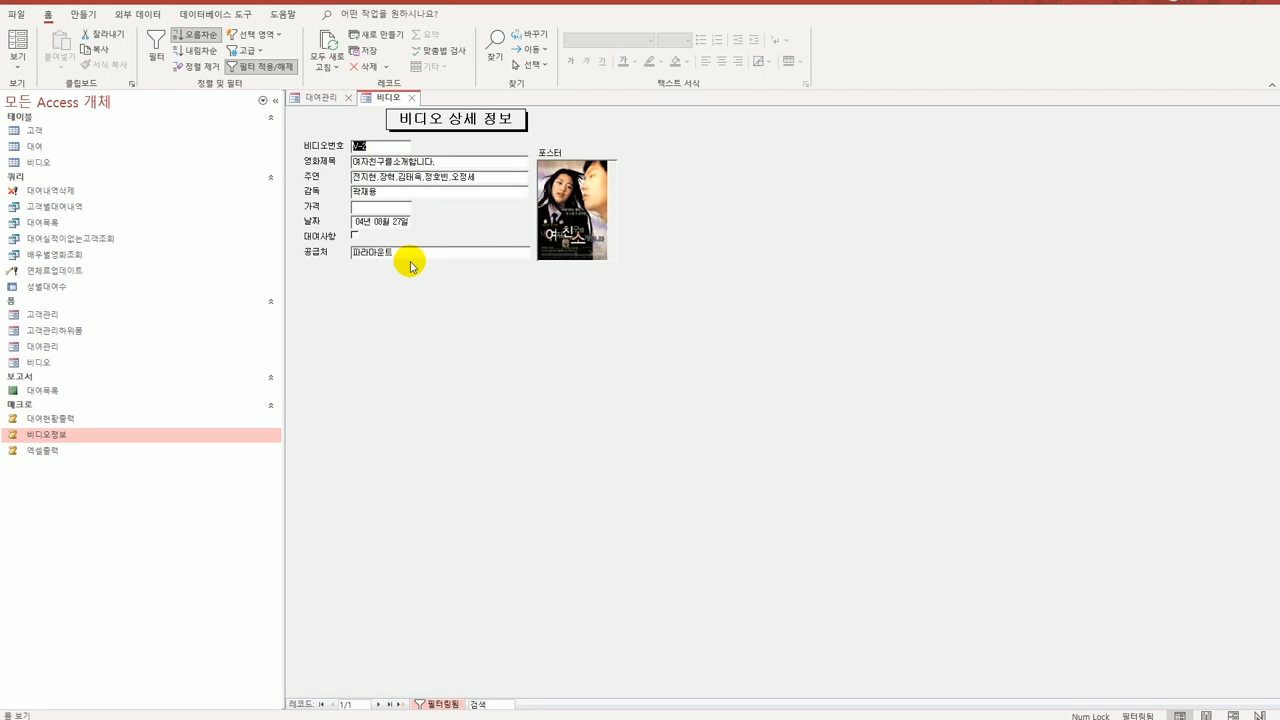 파일 홈 만들기 외부 데이터 데이터베이스 도구 도움말 어떤 작업을 원하시나요?
보기
붙여넣기
잘라내기
복사
서식 복사
클립보드
필터
오름차순
내림차순
정렬 제거
선택 영역
고급
필터 적용/해제
정렬 및 필터
모두 새로
고침
새로 만들기
저장
삭제
요약
맞춤법 검사
기타
레코드
찾기
바꾸기
이동
선택
찾기
가 가 가
텍스트 서식
모든 Access 개체
테이블
고객
대여
비디오
쿼리
대여내역삭제
고객별대여내역
대여목록
대여실적이없는고객조회
배우별영화조회
연체료업데이트
성별대여수
폼
고객관리
고객관리하위폼
대여관리
비디오
보고서
대여목록
매크로
대여현황출력
비디오정보
엑셀출력
대여관리 비디오
비디오 상세 정보
비디오번호 V-2
영화제목 여자친구를소개합니다.
주연 전지현,장혁,김태욱,정호빈,오정세
감독 곽재용
가격
날자 04년 08월 27일
대여사항
공급처 파라마운트
포스터
여친소
레코드: 1/1 필터링됨 검색
폼 보기 Num Lock 필터링됨